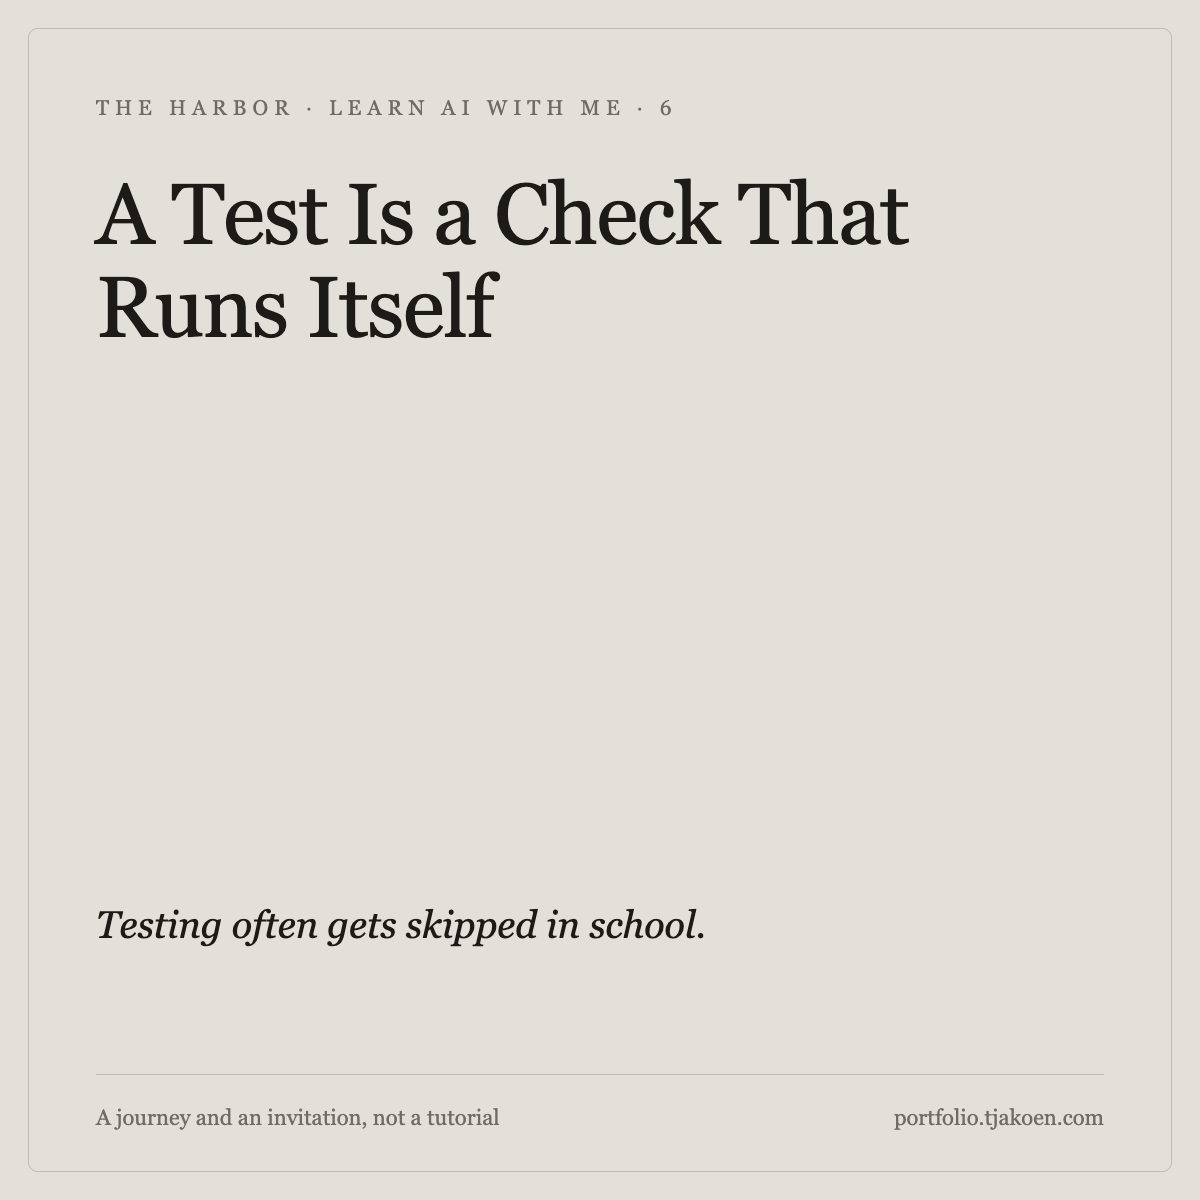 THE HARBOR · LEARN AI WITH ME · 6
A Test Is a Check That
Runs Itself
Testing often gets skipped in school.
A journey and an invitation, not a tutorial
portfolio.tjakoen.com